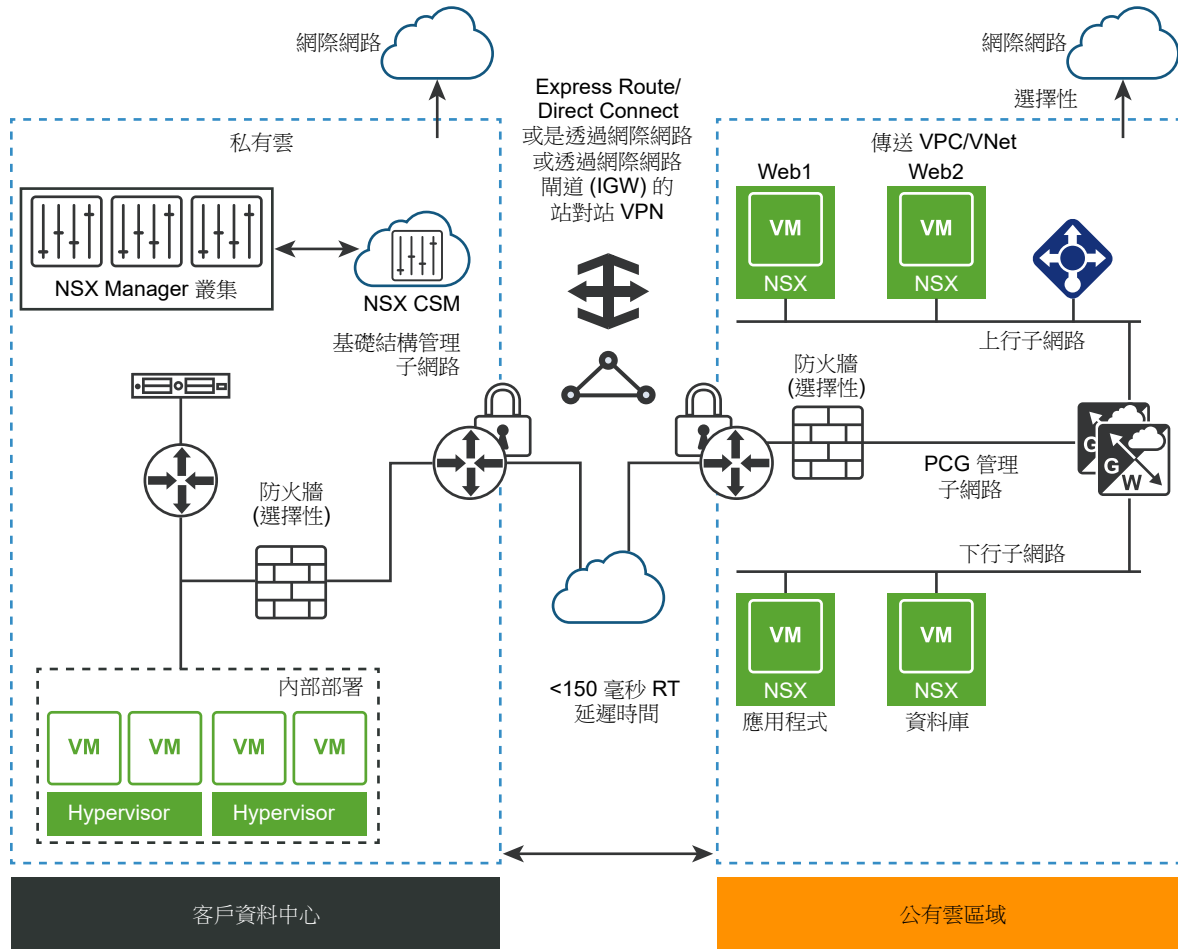 網際網路
網際網路
Express Route/
Direct Connect
或是透過網際網路
或透過網際網路
閘道 (IGW) 的
站對站 VPN
選擇性
私有雲
NSX Manager 叢集
NSX CSM
基礎結構管理
子網路
防火牆
(選擇性)
內部部署
VM
VM
VM
VM
Hypervisor
Hypervisor
<150 毫秒 RT
延遲時間
傳送 VPC/VNet
Web1
Web2
VM
NSX
VM
NSX
上行子網路
防火牆
(選擇性)
PCG 管理
子網路
G
G
W
下行子網路
VM
NSX
應用程式
VM
NSX
資料庫
客戶資料中心
公有雲區域